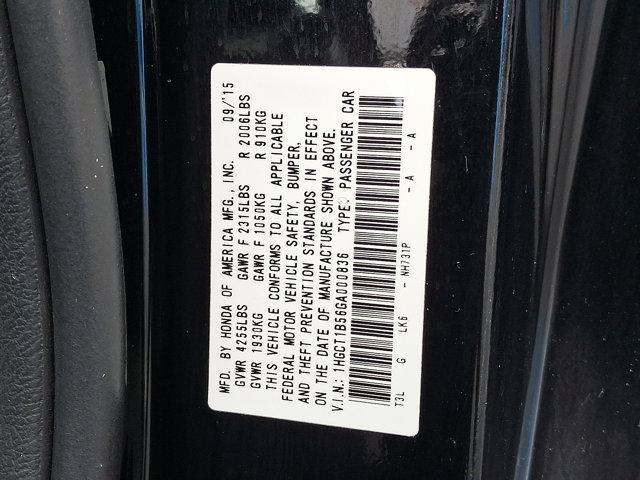 MFD. BY HONDA OF AMERICA MFG., INC. 09/'15
GVWR 4255LBS GAWR F 2315LBS R 2006LBS
GVWR 1930KG GAWR F 1050KG R 910KG
THIS VEHICLE CONFORMS TO ALL APPLICABLE
FEDERAL MOTOR VEHICLE SAFETY, BUMPER,
AND THEFT PREVENTION STANDARDS IN EFFECT
ON THE DATE OF MANUFACTURE SHOWN ABOVE.
V.I.N.: 1HGCT1B56GA000836 TYPE: PASSENGER CAR
T3L G LK6 - NH731P - A - A